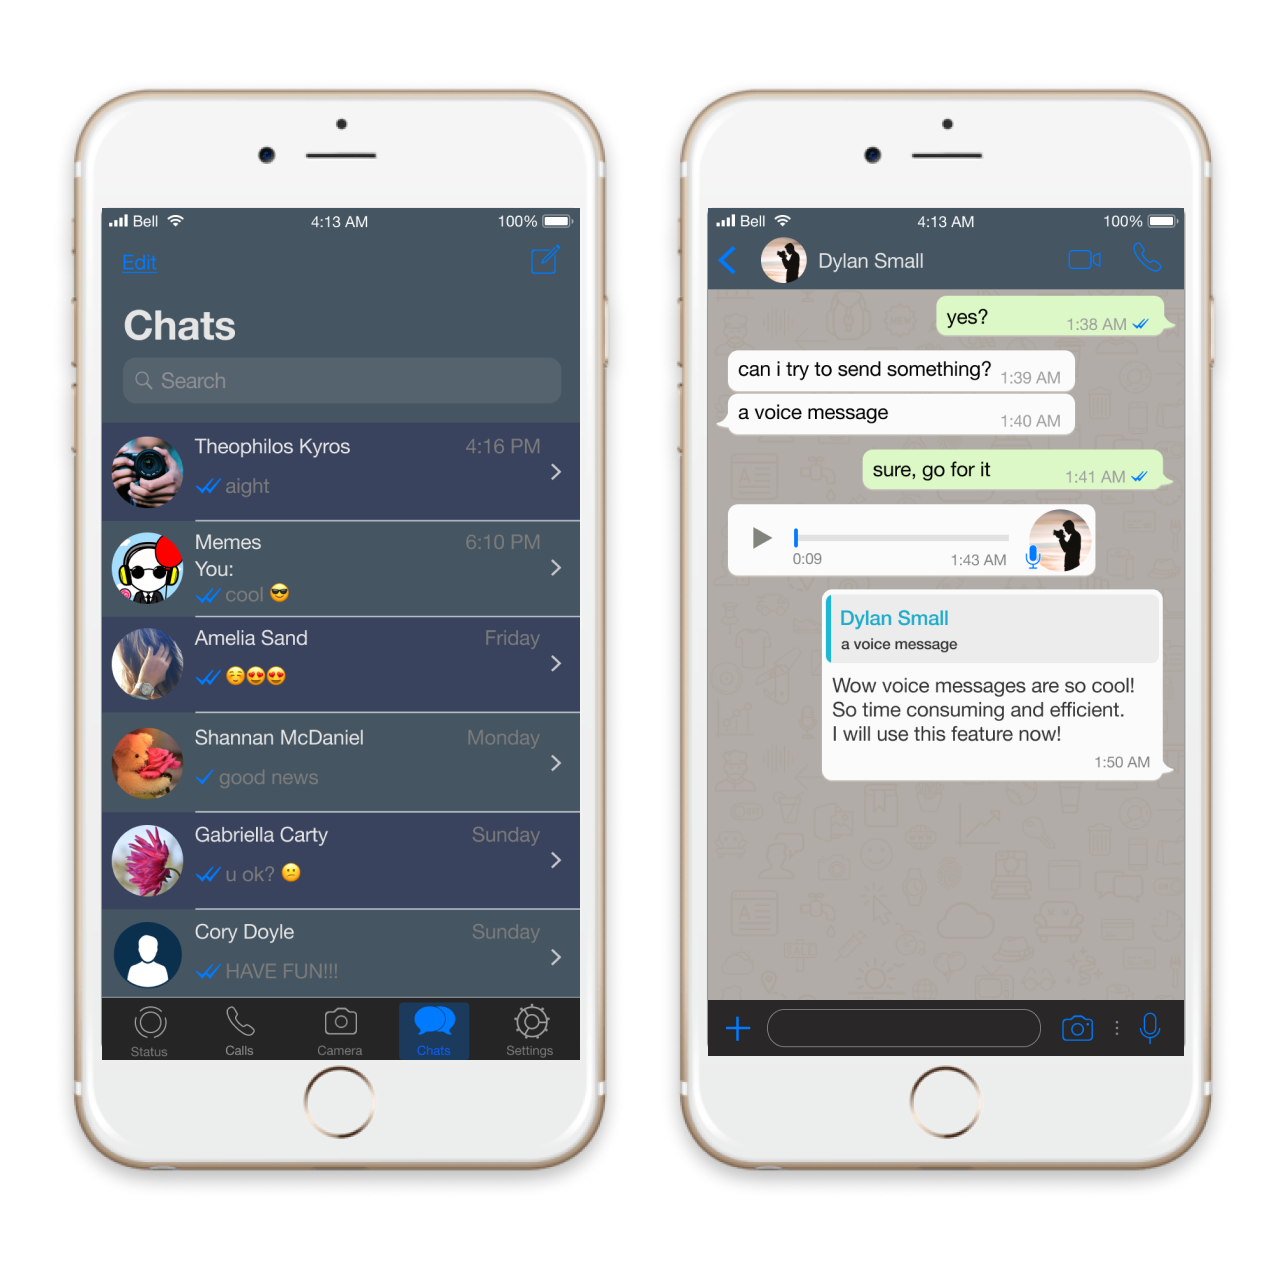 Bell 4:13 AM 100%
Edit
Chats
Search
Theophilos Kyros 4:16 PM
aight
Memes 6:10 PM
You:
cool 😎
Amelia Sand Friday
☺️😍😍
Shannan McDaniel Monday
good news
Gabriella Carty Sunday
u ok? 😕
Cory Doyle Sunday
HAVE FUN!!!
Status Calls Camera Chats Settings
Bell 4:13 AM 100%
Dylan Small
yes? 1:38 AM
can i try to send something? 1:39 AM
a voice message 1:40 AM
sure, go for it 1:41 AM
0:09 1:43 AM
Dylan Small
a voice message
Wow voice messages are so cool!
So time consuming and efficient.
I will use this feature now!
1:50 AM